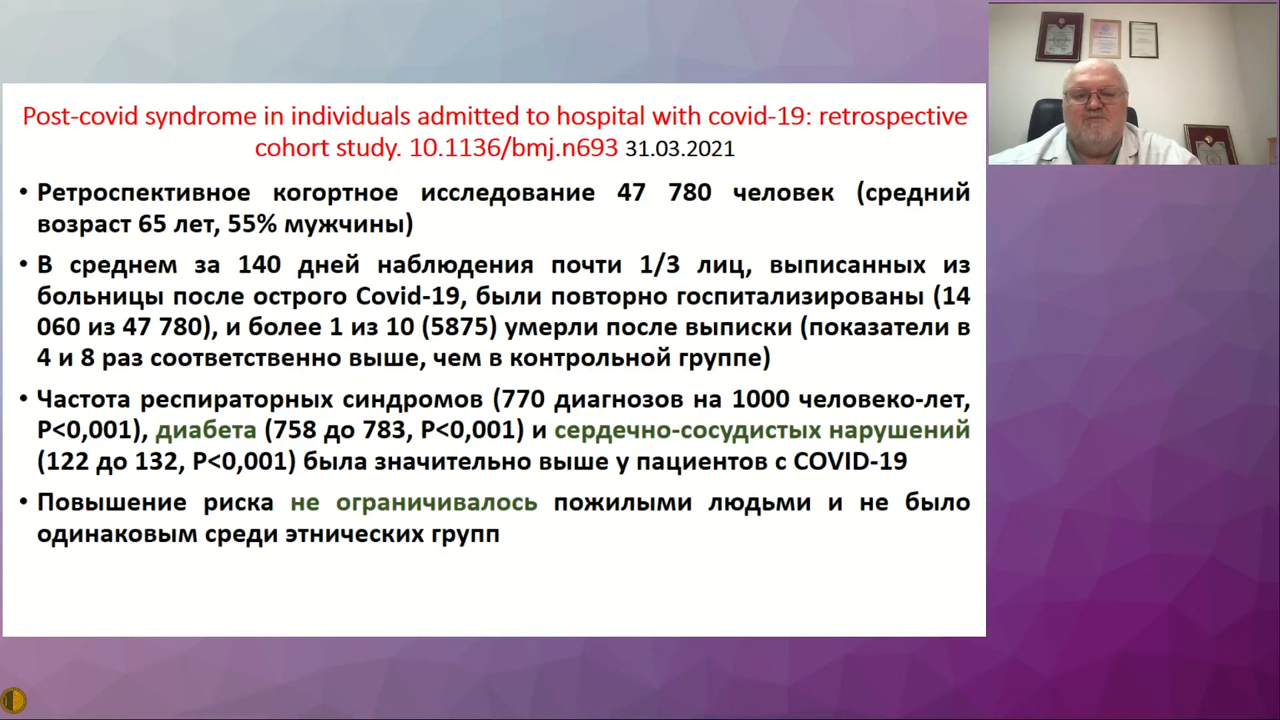 Post-covid syndrome in individuals admitted to hospital with covid-19: retrospective
cohort study. 10.1136/bmj.n693 31.03.2021
• Ретроспективное когортное исследование 47 780 человек (средний
возраст 65 лет, 55% мужчины)
• В среднем за 140 дней наблюдения почти 1/3 лиц, выписанных из
больницы после острого Covid-19, были повторно госпитализированы (14
060 из 47 780), и более 1 из 10 (5875) умерли после выписки (показатели в
4 и 8 раз соответственно выше, чем в контрольной группе)
• Частота респираторных синдромов (770 диагнозов на 1000 человеко-лет,
P<0,001), диабета (758 до 783, P<0,001) и сердечно-сосудистых нарушений
(122 до 132, P<0,001) была значительно выше у пациентов с COVID-19
• Повышение риска не ограничивалось пожилыми людьми и не было
одинаковым среди этнических групп